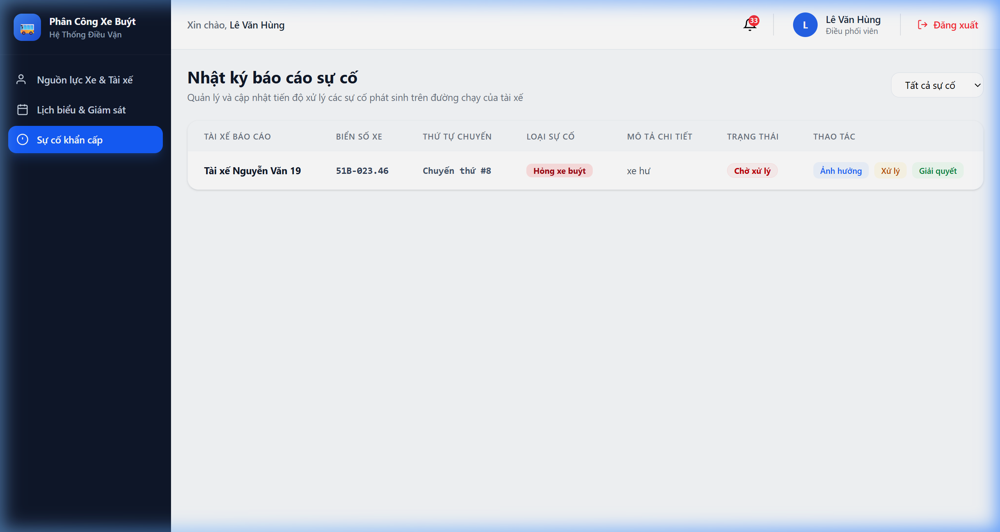 Phân Công Xe Buýt
Hệ Thống Điều Vận
Nguồn lực Xe & Tài xế
Lịch biểu & Giám sát
Sự cố khẩn cấp
Xin chào, Lê Văn Hùng
33
L
Lê Văn Hùng
Điều phối viên
Đăng xuất
Nhật ký báo cáo sự cố
Quản lý và cập nhật tiến độ xử lý các sự cố phát sinh trên đường chạy của tài xế
Tất cả sự cố
TÀI XẾ BÁO CÁO BIỂN SỐ XE THỨ TỰ CHUYẾN LOẠI SỰ CỐ MÔ TẢ CHI TIẾT TRẠNG THÁI THAO TÁC
Tài xế Nguyễn Văn 19 51B-023.46 Chuyến thứ #8 Hỏng xe buýt xe hư Chờ xử lý Ảnh hưởng Xử lý Giải quyết